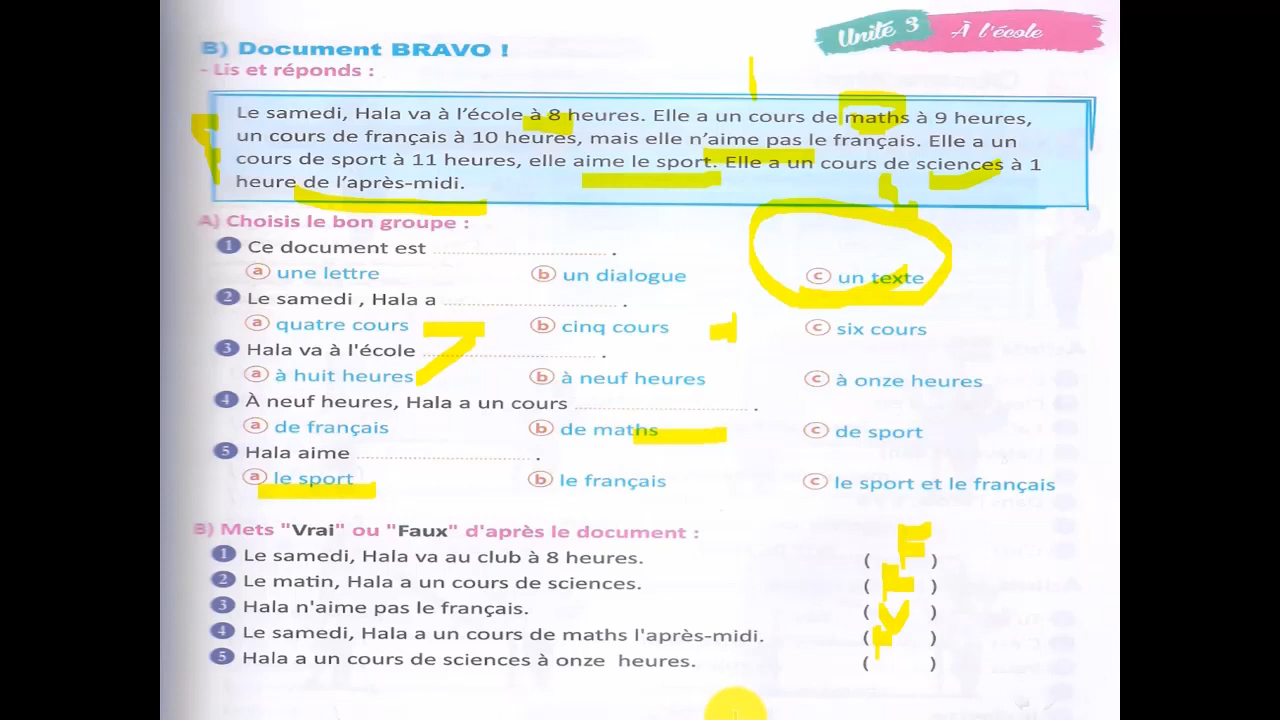 Unité 3 À l'école
B) Document BRAVO !
- Lis et réponds :
Le samedi, Hala va à l'école à 8 heures. Elle a un cours de maths à 9 heures,
un cours de français à 10 heures, mais elle n'aime pas le français. Elle a un
cours de sport à 11 heures, elle aime le sport. Elle a un cours de sciences à 1
heure de l'après-midi.
A) Choisis le bon groupe :
1 Ce document est .................................... .
a une lettre b un dialogue c un texte
2 Le samedi , Hala a .................................... .
a quatre cours b cinq cours c six cours
3 Hala va à l'école .................................... .
a à huit heures b à neuf heures c à onze heures
4 À neuf heures, Hala a un cours .................................... .
a de français b de maths c de sport
5 Hala aime .................................... .
a le sport b le français c le sport et le français
B) Mets "Vrai" ou "Faux" d'après le document :
1 Le samedi, Hala va au club à 8 heures. ( F )
2 Le matin, Hala a un cours de sciences. ( F )
3 Hala n'aime pas le français. ( V )
4 Le samedi, Hala a un cours de maths l'après-midi. ( F )
5 Hala a un cours de sciences à onze heures. ( )